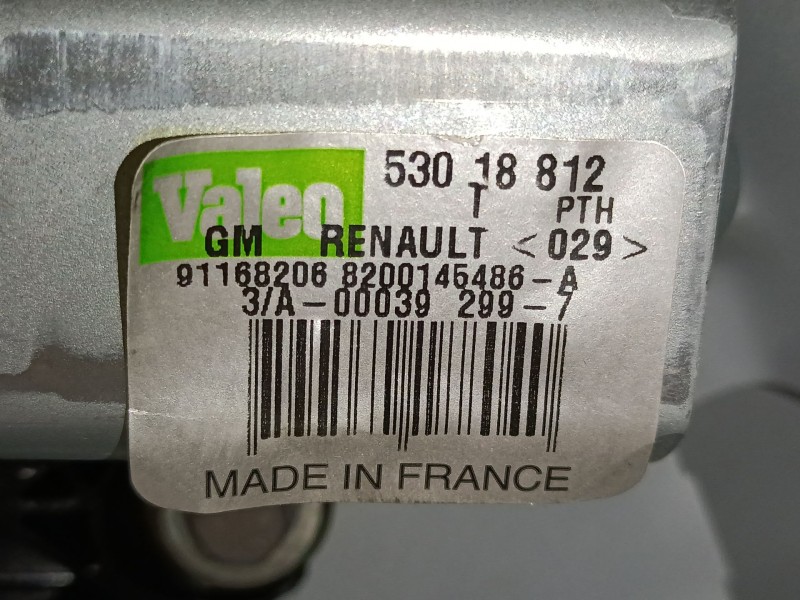 Valeo 530 18 812
T PTH
GM RENAULT <029>
91168206 8200145486-A
3/A-00039 299-7
MADE IN FRANCE